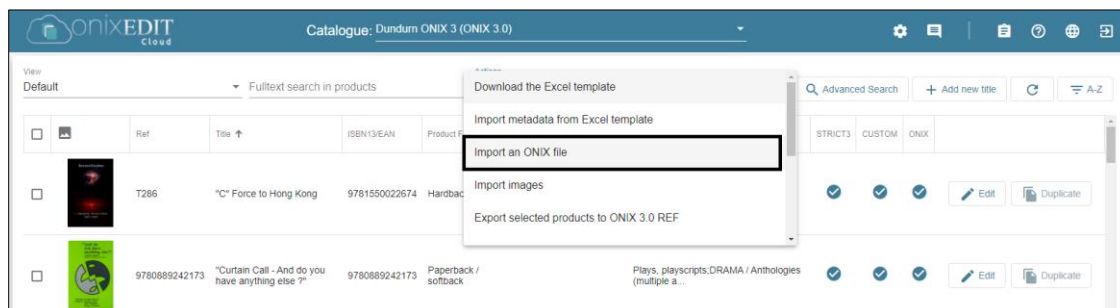 onixEDIT
Cloud
Catalogue: Dundurn ONIX 3 (ONIX 3.0)
View
Default
Fulltext search in products
Actions
Download the Excel template
Import metadata from Excel template
Import an ONIX file
Import images
Export selected products to ONIX 3.0 REF
Advanced Search
+ Add new title
A-Z
Ref
Title
ISBN13/EAN
Product F
STRICT3
CUSTOM
ONIX
T286
"C" Force to Hong Kong
9781550022674
Hardbac
Edit
Duplicate
9780889242173
"Curtain Call - And do you
have anything else ?"
9780889242173
Paperback /
softback
Plays, playscripts;DRAMA / Anthologies
(multiple a...
Edit
Duplicate